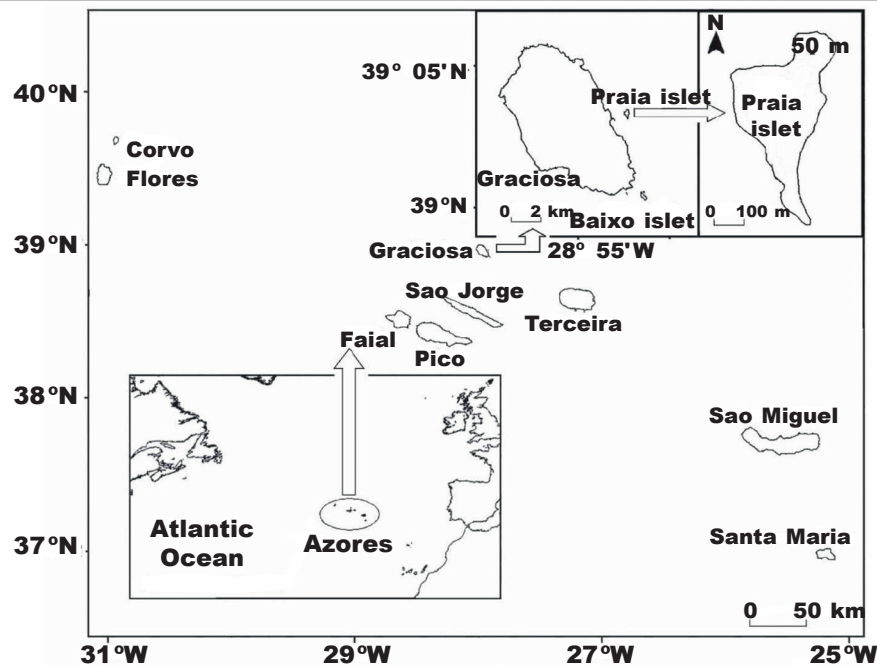 40°N
39°N
38°N
37°N
31°W
29°W
27°W
25°W
Corvo
Flores
39° 05'N
39°N
28° 55'W
Praia islet
Graciosa
0 2 km
Baixo islet
N
50 m
Praia
islet
0 100 m
Graciosa
Sao Jorge
Terceira
Faial
Pico
Sao Miguel
Santa Maria
Atlantic
Ocean
Azores
0 50 km